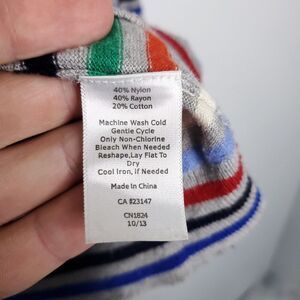 40% Nylon
40% Rayon
20% Cotton
Machine Wash Cold
Gentle Cycle
Only Non-Chlorine
Bleach When Needed
Reshape,Lay Flat To
Dry
Cool Iron, if Needed
Made in China
CA #23147
CN1824
10/13